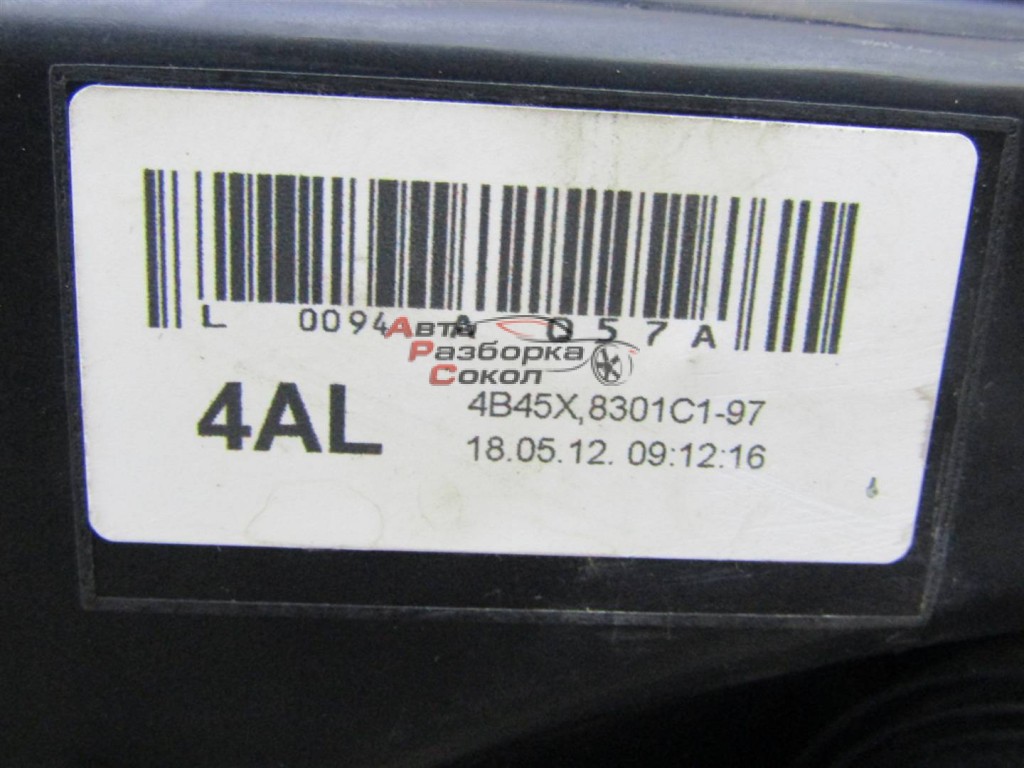 L 0094 A 057A
Авто
Разборка
Сокол
4AL
4B45X,8301C1-97
18.05.12. 09:12:16